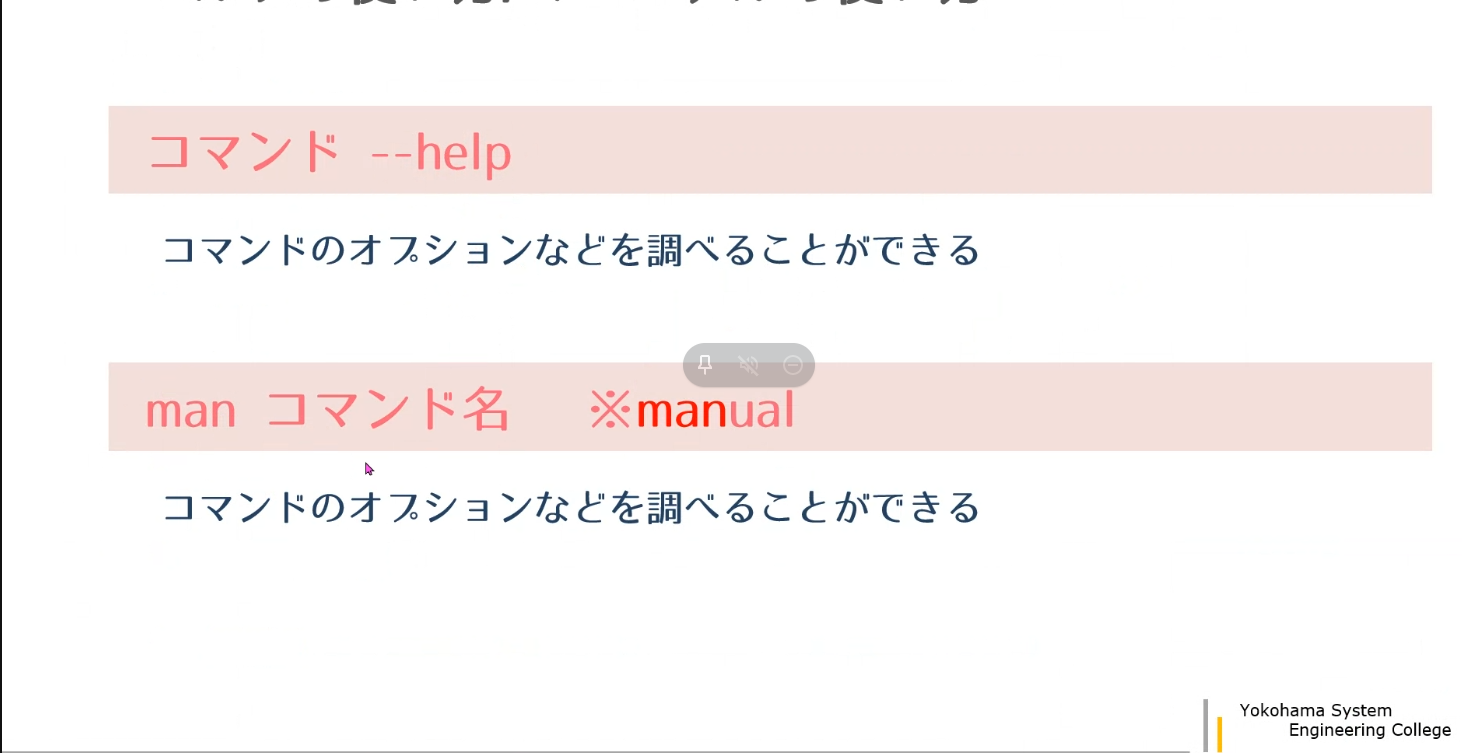 コマンド --help
コマンドのオプションなどを調べることができる
man コマンド名 ※manual
コマンドのオプションなどを調べることができる
Yokohama System
Engineering College